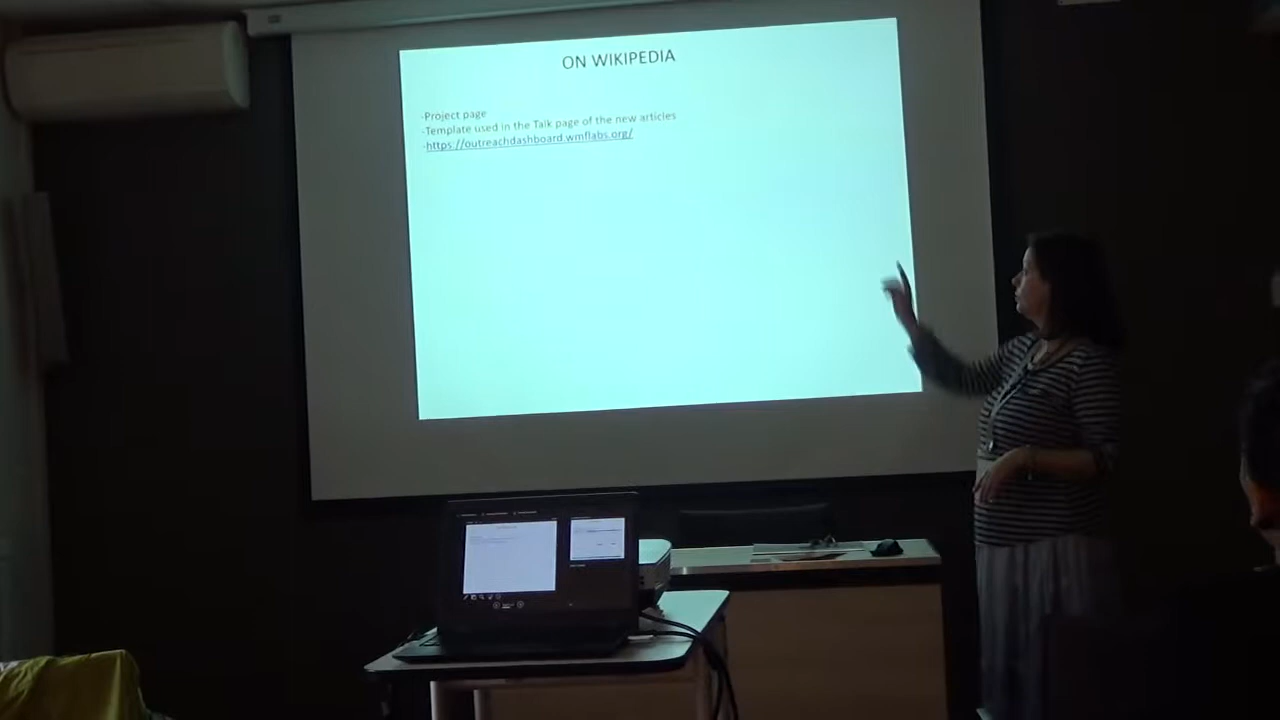 ON WIKIPEDIA
-Project page
-Template used in the Talk page of the new articles
-https://outreachdashboard.wmflabs.org/